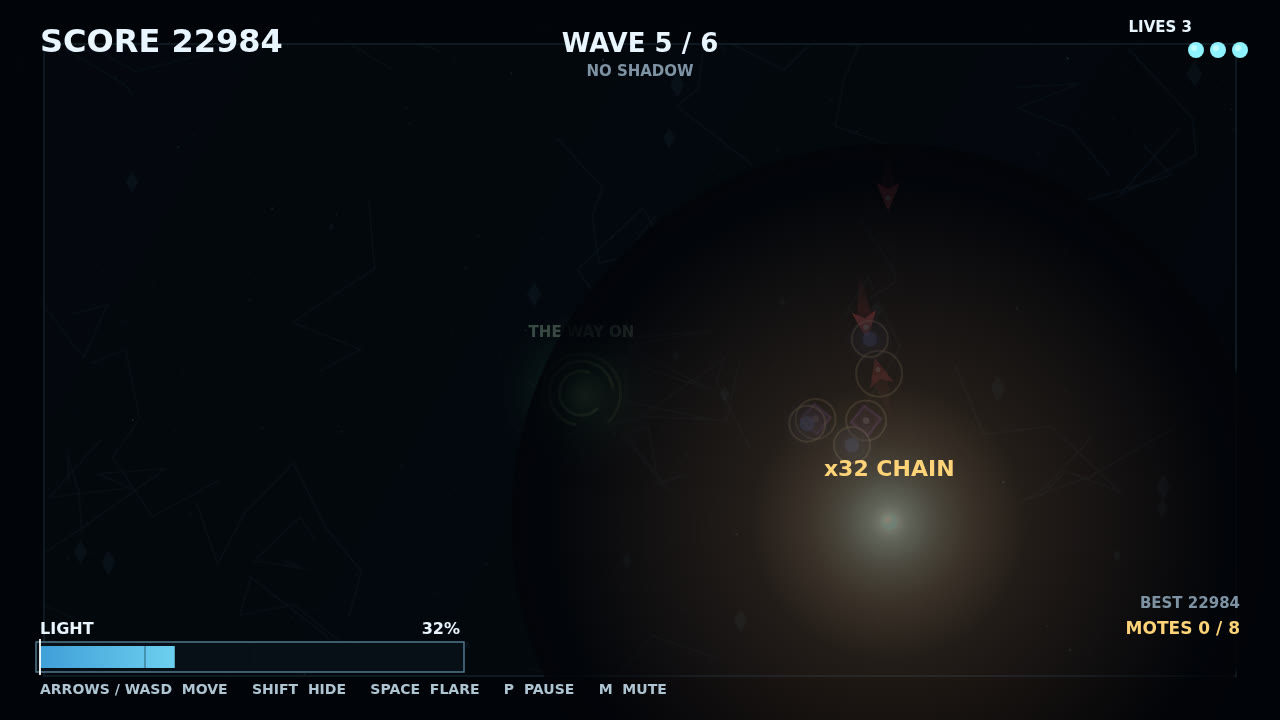 SCORE 22984
WAVE 5 / 6
NO SHADOW
LIVES 3
THE WAY ON
x32 CHAIN
BEST 22984
MOTES 0 / 8
LIGHT 32%
ARROWS / WASD MOVE SHIFT HIDE SPACE FLARE P PAUSE M MUTE